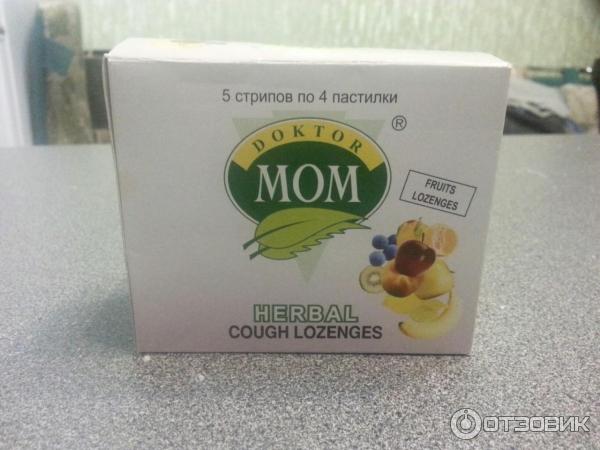 5 стрипов по 4 пастилки
DOKTOR
®
MOM
FRUITS
LOZENGES
HERBAL
COUGH LOZENGES
ОТЗОВИК